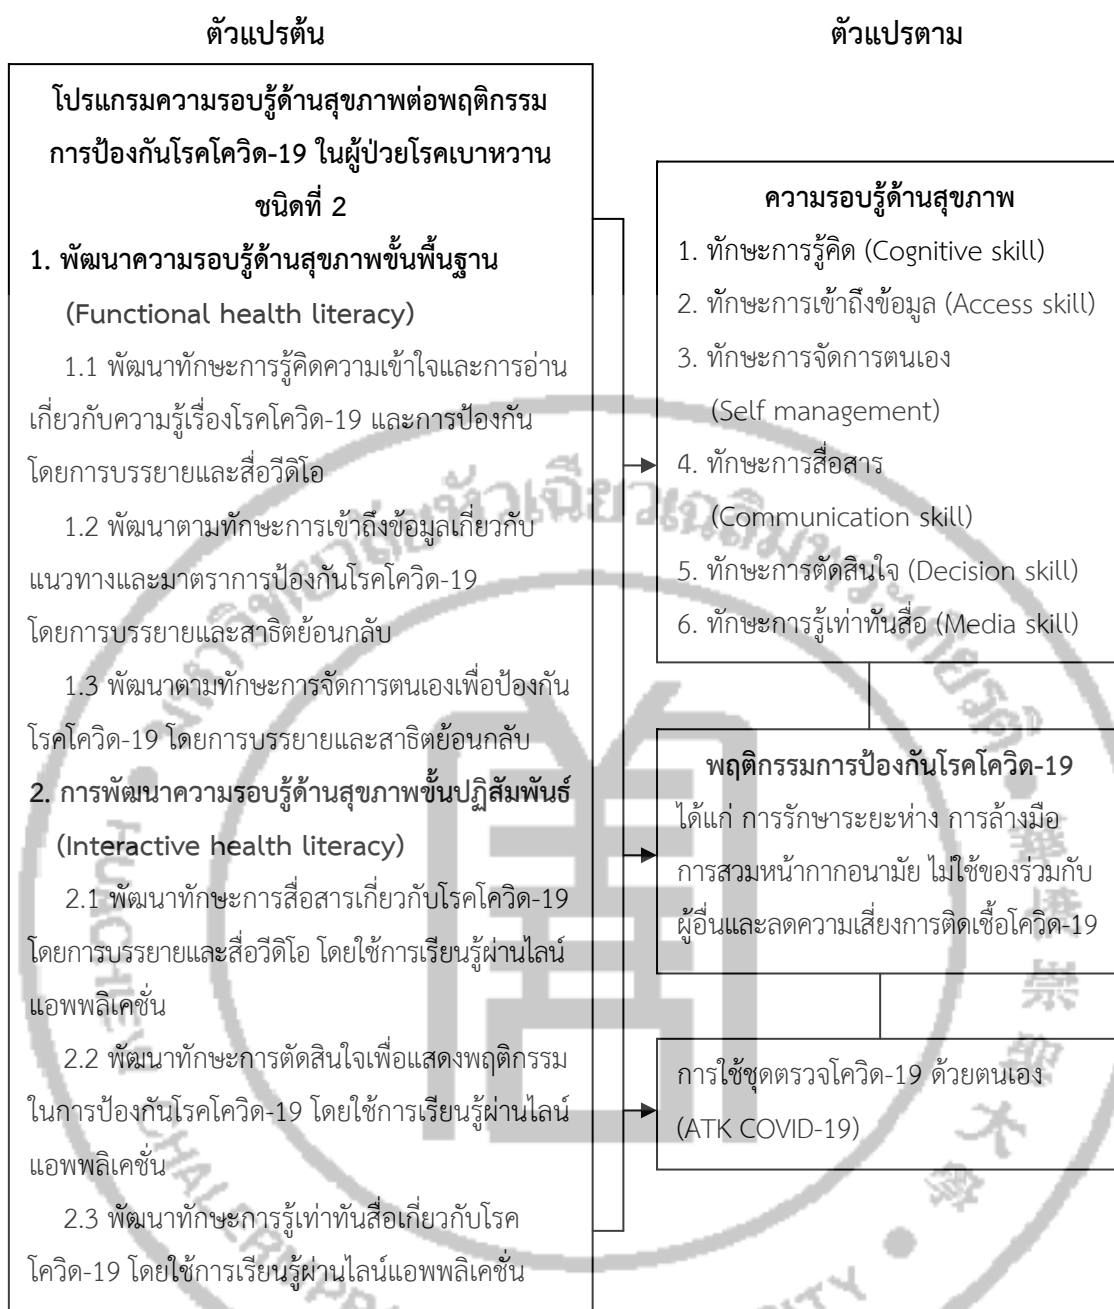 ตัวแปรต้น
ตัวแปรตาม
โปรแกรมความรอบรู้ด้านสุขภาพต่อพฤติกรรม
การป้องกันโรคโควิด-19 ในผู้ป่วยโรคเบาหวาน
ชนิดที่ 2
1. พัฒนาความรอบรู้ด้านสุขภาพขั้นพื้นฐาน
(Functional health literacy)
1.1 พัฒนาทักษะการรู้คิดความเข้าใจและการอ่าน
เกี่ยวกับความรู้เรื่องโรคโควิด-19 และการป้องกัน
โดยการบรรยายและสื่อวีดิโอ
1.2 พัฒนาตามทักษะการเข้าถึงข้อมูลเกี่ยวกับ
แนวทางและมาตราการป้องกันโรคโควิด-19
โดยการบรรยายและสาธิตย้อนกลับ
1.3 พัฒนาตามทักษะการจัดการตนเองเพื่อป้องกัน
โรคโควิด-19 โดยการบรรยายและสาธิตย้อนกลับ
2. การพัฒนาความรอบรู้ด้านสุขภาพขั้นปฏิสัมพันธ์
(Interactive health literacy)
2.1 พัฒนาทักษะการสื่อสารเกี่ยวกับโรคโควิด-19
โดยการบรรยายและสื่อวีดิโอ โดยใช้การเรียนรู้ผ่านไลน์
แอพพลิเคชั่น
2.2 พัฒนาทักษะการตัดสินใจเพื่อแสดงพฤติกรรม
ในการป้องกันโรคโควิด-19 โดยใช้การเรียนรู้ผ่านไลน์
แอพพลิเคชั่น
2.3 พัฒนาทักษะการรู้เท่าทันสื่อเกี่ยวกับโรค
โควิด-19 โดยใช้การเรียนรู้ผ่านไลน์แอพพลิเคชั่น
ความรอบรู้ด้านสุขภาพ
1. ทักษะการรู้คิด (Cognitive skill)
2. ทักษะการเข้าถึงข้อมูล (Access skill)
3. ทักษะการจัดการตนเอง
(Self management)
4. ทักษะการสื่อสาร
(Communication skill)
5. ทักษะการตัดสินใจ (Decision skill)
6. ทักษะการรู้เท่าทันสื่อ (Media skill)
พฤติกรรมการป้องกันโรคโควิด-19
ได้แก่ การรักษาระยะห่าง การล้างมือ
การสวมหน้ากากอนามัย ไม่ใช้ของร่วมกับ
ผู้อื่นและลดความเสี่ยงการติดเชื้อโควิด-19
การใช้ชุดตรวจโควิด-19 ด้วยตนเอง
(ATK COVID-19)
มหาวิทยาลัยหัวเฉียวเฉลิมพระเกียรติ
HUACHIEW CHALERM